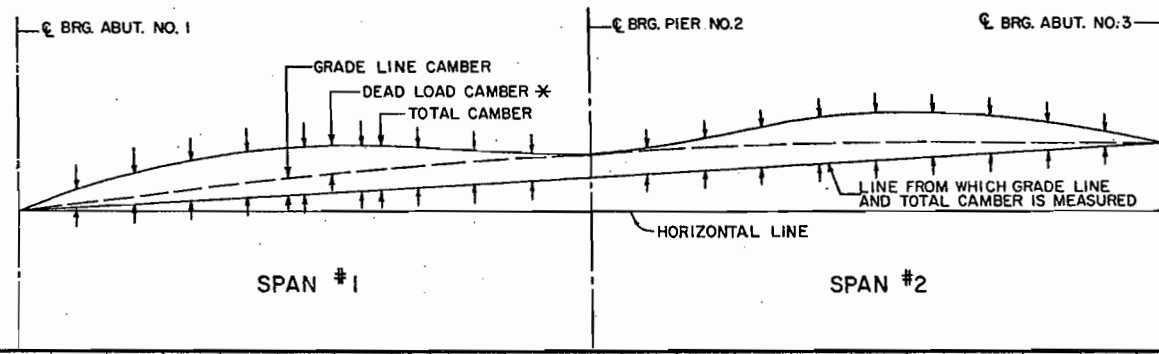 ℄ BRG. ABUT. NO. 1
℄ BRG. PIER NO.2
℄ BRG. ABUT. NO.:3
GRADE LINE CAMBER
DEAD LOAD CAMBER *
TOTAL CAMBER
LINE FROM WHICH GRADE LINE
AND TOTAL CAMBER IS MEASURED
HORIZONTAL LINE
SPAN #1
SPAN #2